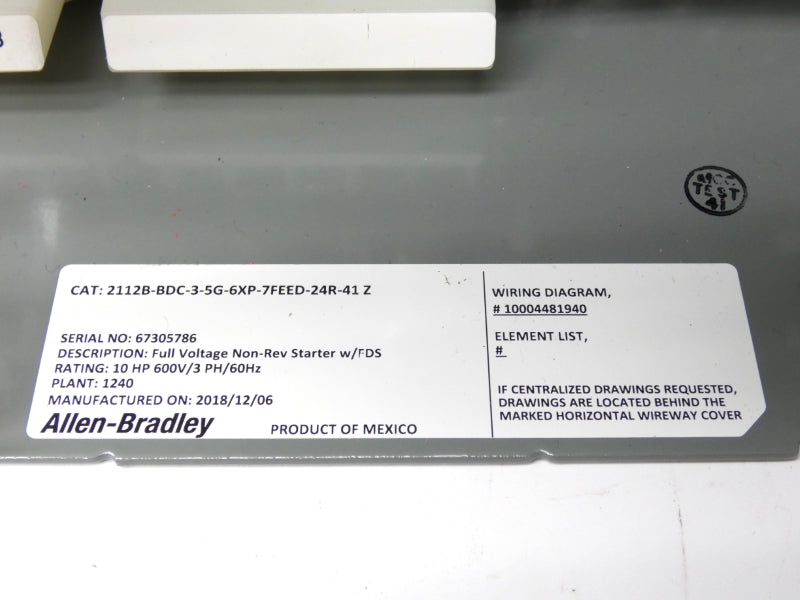 CAT: 2112B-BDC-3-5G-6XP-7FEED-24R-41 Z
SERIAL NO: 67305786
DESCRIPTION: Full Voltage Non-Rev Starter w/FDS
RATING: 10 HP 600V/3 PH/60Hz
PLANT: 1240
MANUFACTURED ON: 2018/12/06
Allen-Bradley
PRODUCT OF MEXICO
WIRING DIAGRAM,
# 10004481940
ELEMENT LIST,
#
IF CENTRALIZED DRAWINGS REQUESTED,
DRAWINGS ARE LOCATED BEHIND THE
MARKED HORIZONTAL WIREWAY COVER
TEST
41